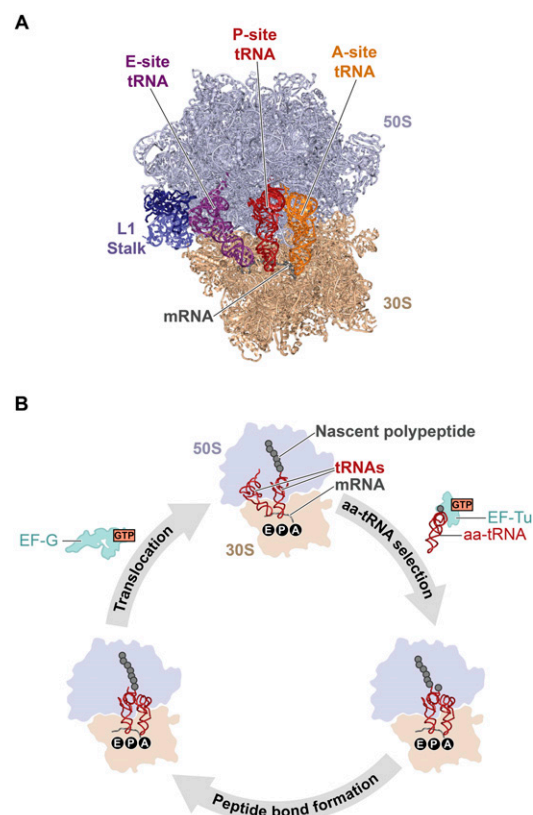 A
P-site
tRNA
A-site
tRNA
E-site
tRNA
50S
L1
Stalk
mRNA
30S
B
Nascent polypeptide
50S
tRNAs
mRNA
30S
E P A
GTP
EF-Tu
aa-tRNA
aa-tRNA selection
EF-G
GTP
Translocation
E P A
E P A
Peptide bond formation